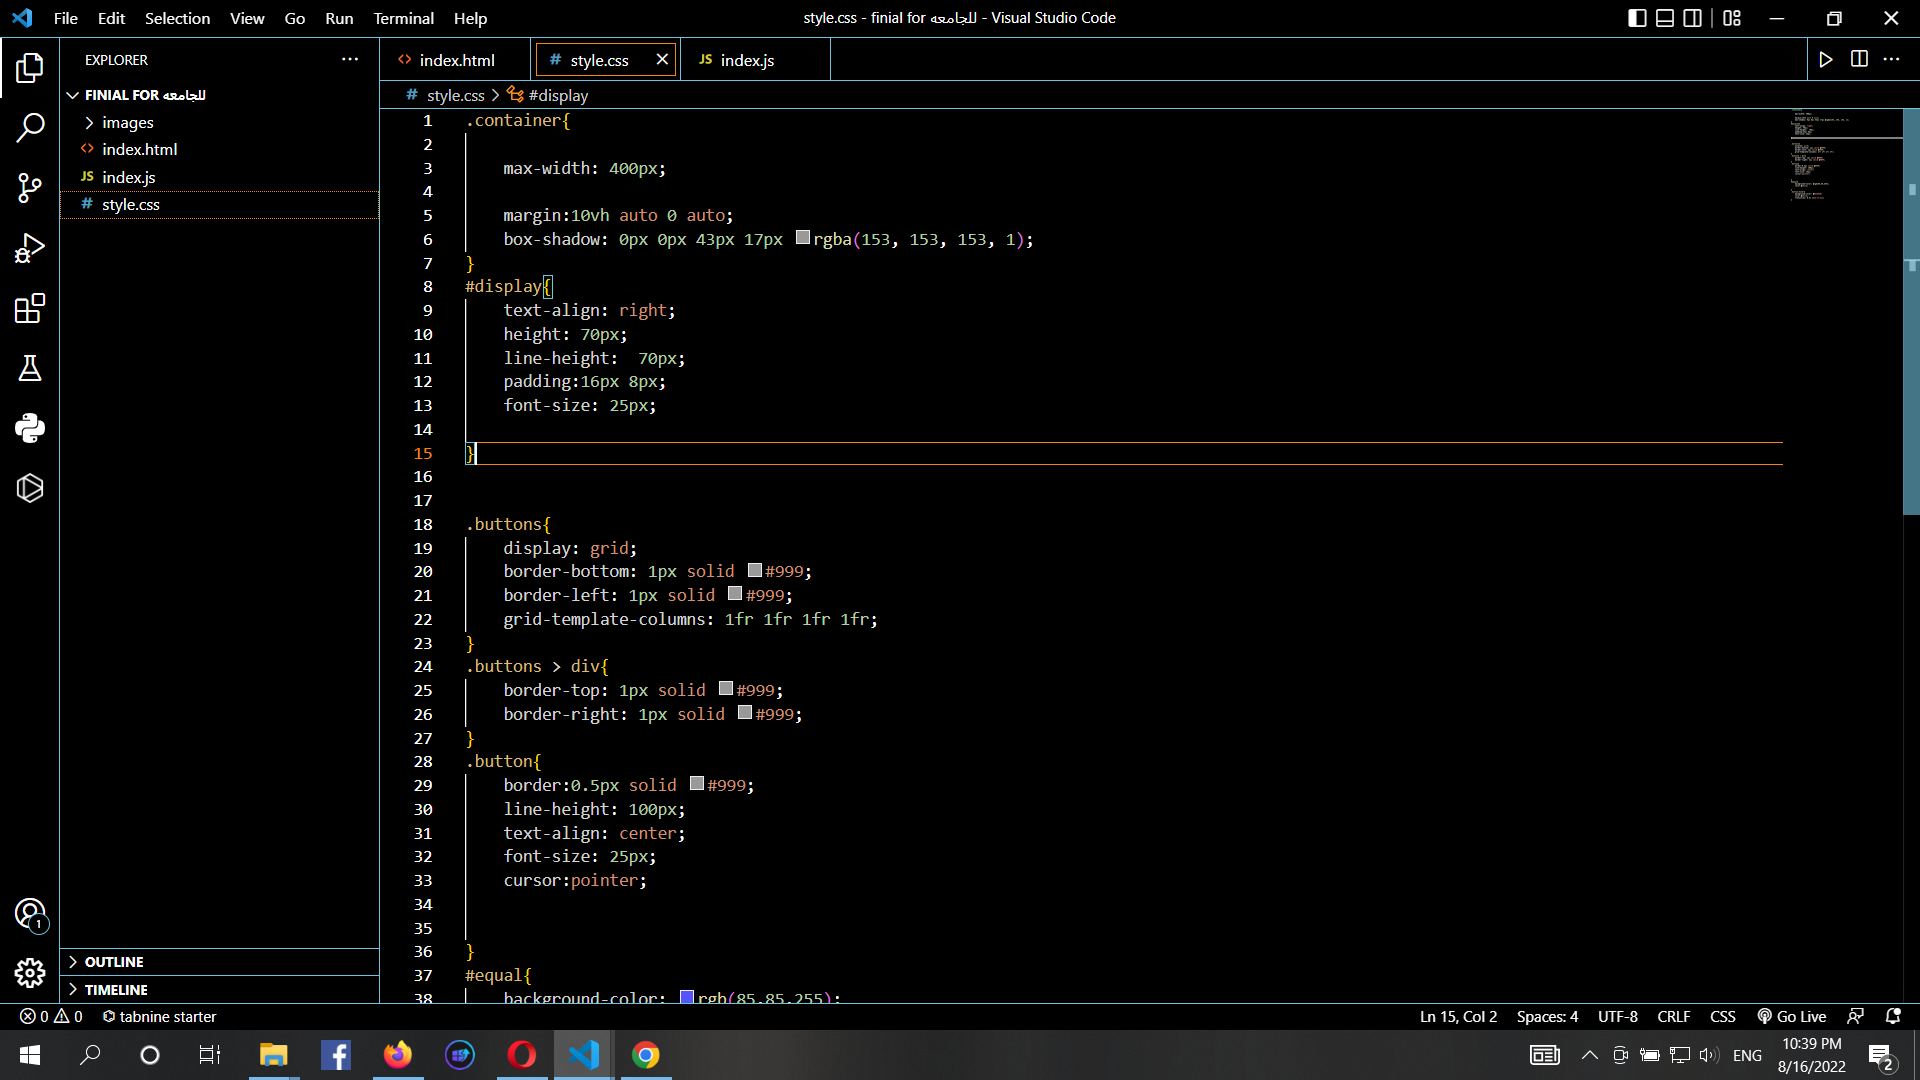 File Edit Selection View Go Run Terminal Help
style.css - finial for للجامعه - Visual Studio Code
EXPLORER
FINIAL FOR للجامعه
images
index.html
index.js
style.css
OUTLINE
TIMELINE
index.html
style.css
index.js
style.css > #display
1 .container{
2
3 max-width: 400px;
4
5 margin:10vh auto 0 auto;
6 box-shadow: 0px 0px 43px 17px rgba(153, 153, 153, 1);
7 }
8 #display{
9 text-align: right;
10 height: 70px;
11 line-height:  70px;
12 padding:16px 8px;
13 font-size: 25px;
14
15 }
16
17
18 .buttons{
19 display: grid;
20 border-bottom: 1px solid #999;
21 border-left: 1px solid #999;
22 grid-template-columns: 1fr 1fr 1fr 1fr;
23 }
24 .buttons > div{
25 border-top: 1px solid #999;
26 border-right: 1px solid #999;
27 }
28 .button{
29 border:0.5px solid #999;
30 line-height: 100px;
31 text-align: center;
32 font-size: 25px;
33 cursor:pointer;
34
35
36 }
37 #equal{
38 background-color: rgb(85,85,255);
1
0 0 tabnine starter
Ln 15, Col 2 Spaces: 4 UTF-8 CRLF CSS Go Live
ENG
10:39 PM
8/16/2022
2